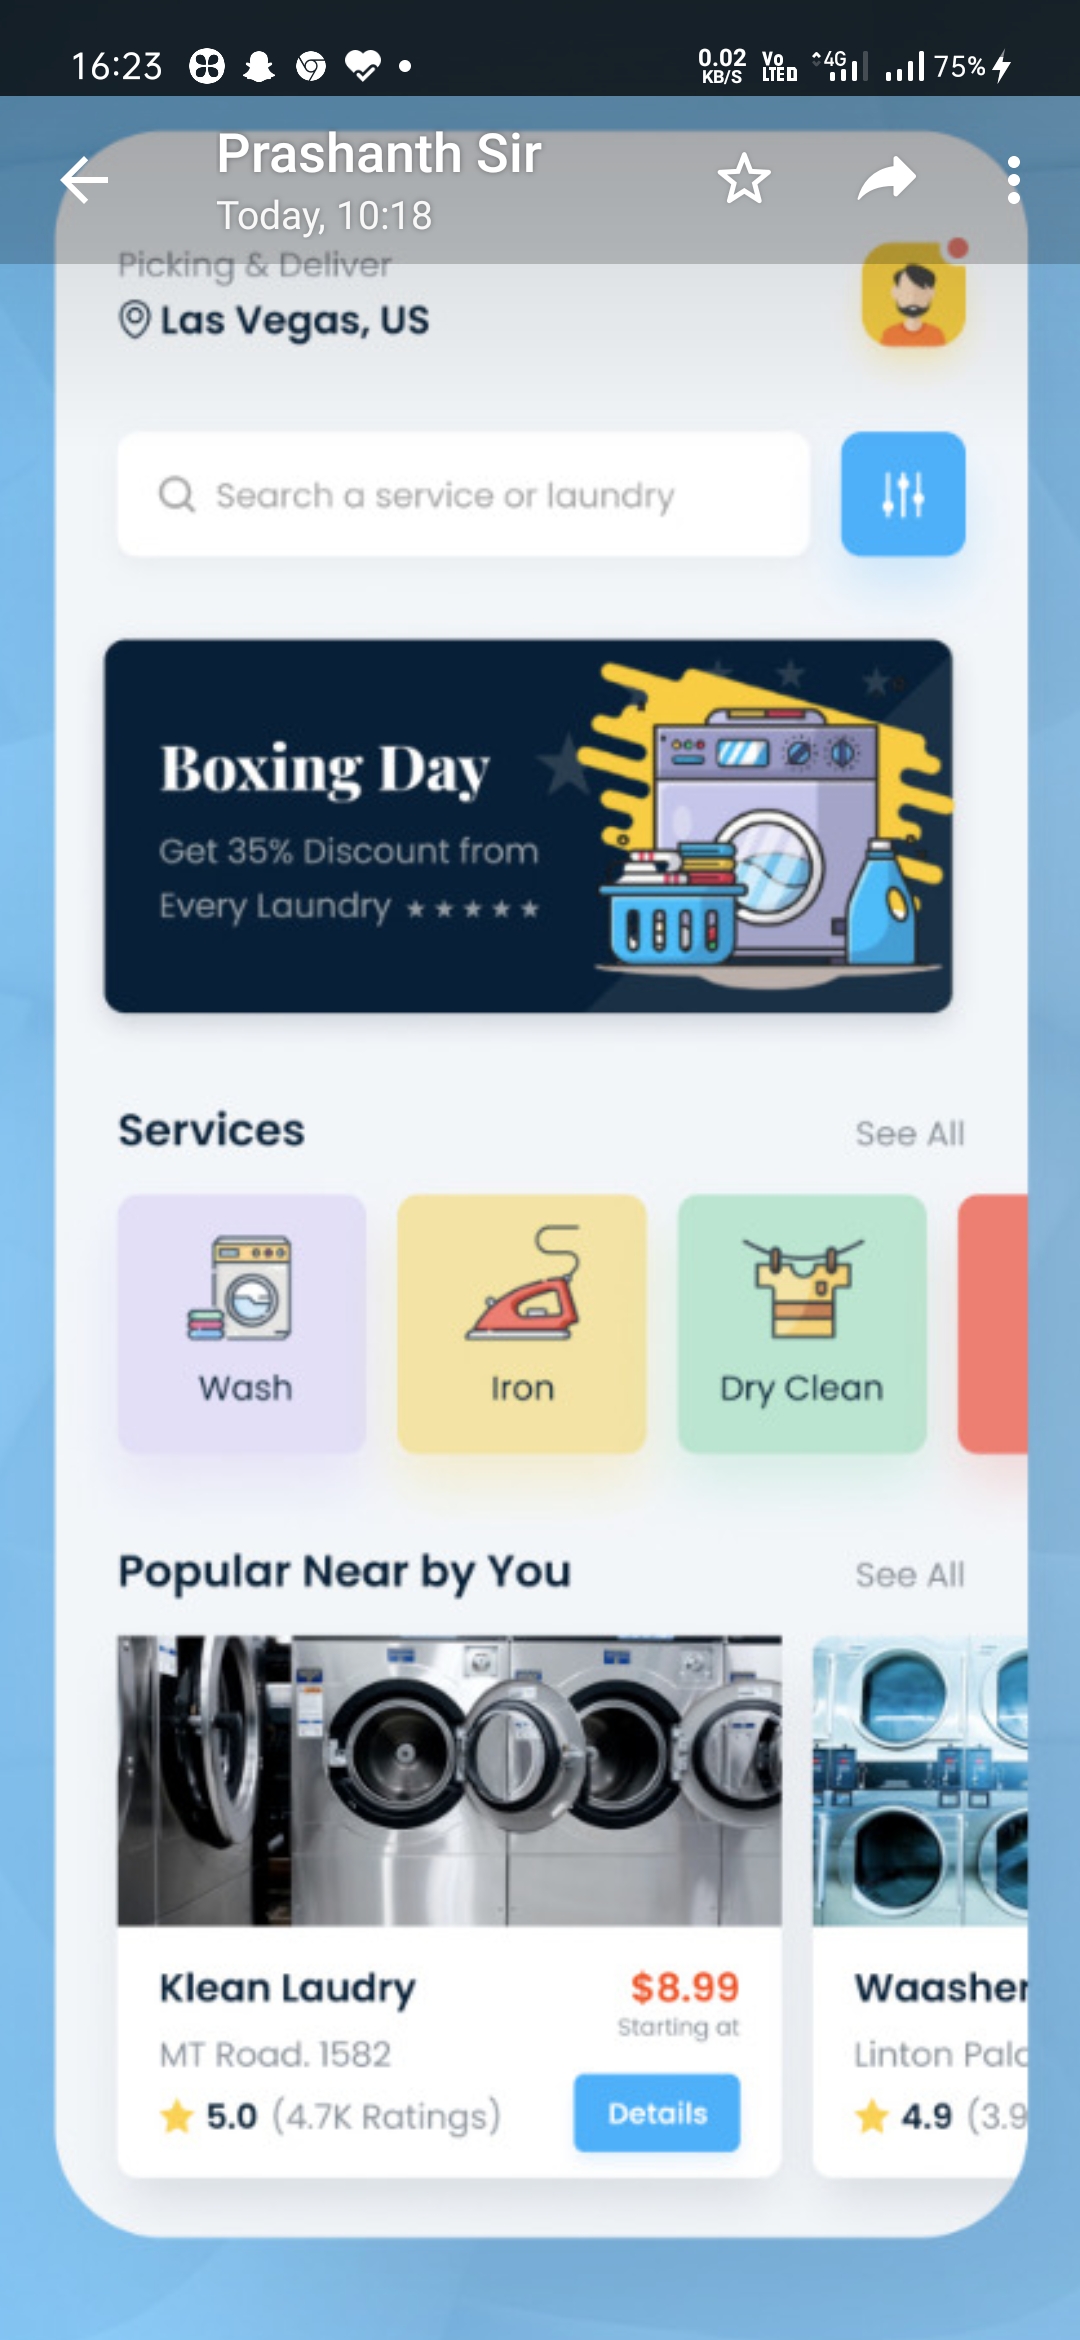 16:23
0.02 KB/S
Vo LTE
4G
75%
Prashanth Sir
Today, 10:18
Picking & Deliver
Las Vegas, US
Search a service or laundry
Boxing Day
Get 35% Discount from
Every Laundry ★★★★★
Services
See All
Wash
Iron
Dry Clean
Popular Near by You
See All
Klean Laudry
$8.99
Starting at
MT Road. 1582
5.0 (4.7K Ratings)
Details
Waasher
Linton
4.9 (3.9